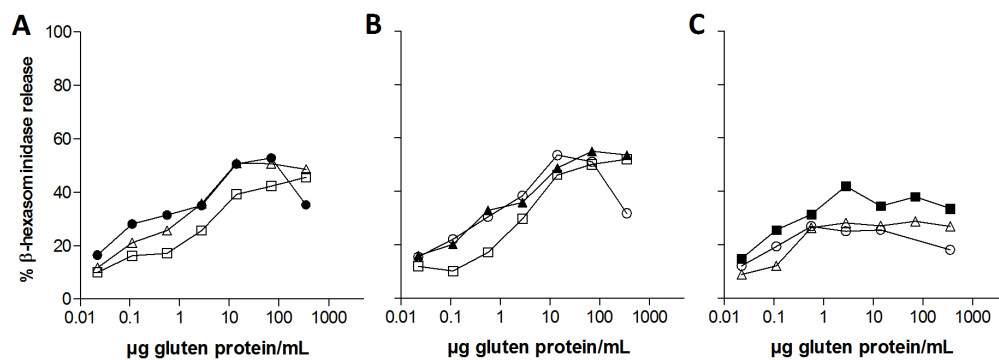 A
B
C
% β-hexasominidase release
100
80
60
40
20
0
0.01 0.1 1 10 100 1000
0.01 0.1 1 10 100 1000
0.01 0.1 1 10 100 1000
µg gluten protein/mL
µg gluten protein/mL
µg gluten protein/mL